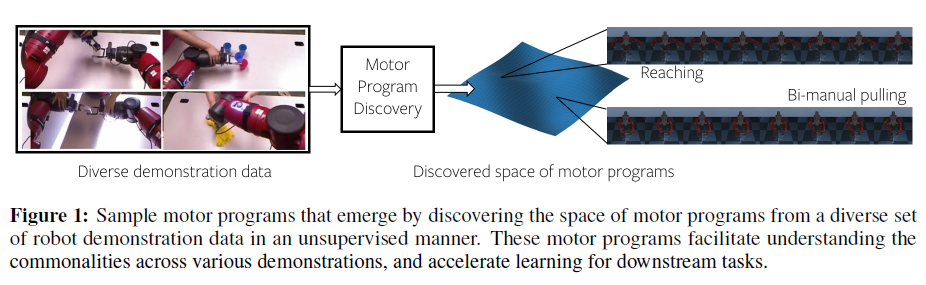 Motor
Program
Discovery
Reaching
Bi-manual pulling
Diverse demonstration data
Discovered space of motor programs
Figure 1: Sample motor programs that emerge by discovering the space of motor programs from a diverse set
of robot demonstration data in an unsupervised manner. These motor programs facilitate understanding the
commonalities across various demonstrations, and accelerate learning for downstream tasks.